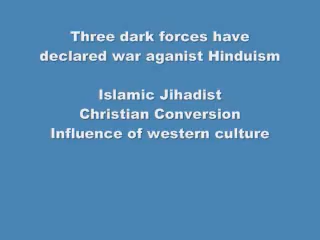 Three dark forces have
declared war aganist Hinduism
Islamic Jihadist
Christian Conversion
Influence of western culture